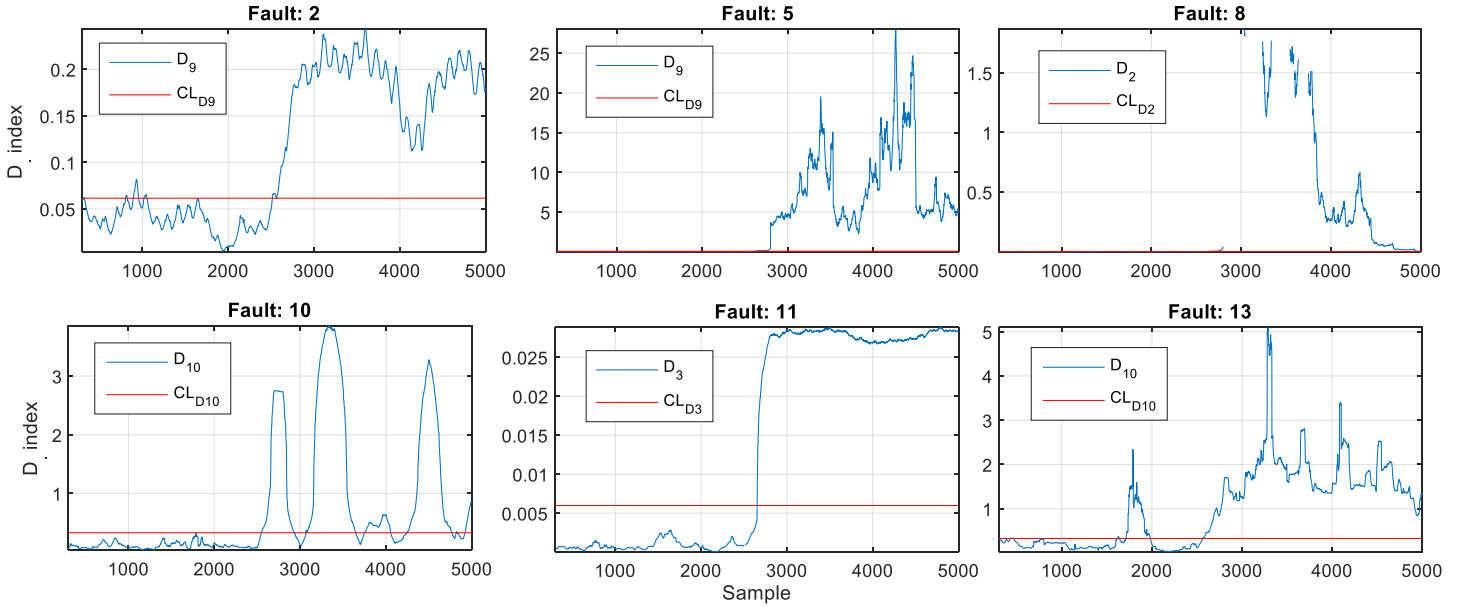 Fault: 2
D. index
0.2
0.15
0.1
0.05
1000 2000 3000 4000 5000
D9
CLD9
Fault: 5
25
20
15
10
5
1000 2000 3000 4000 5000
D9
CLD9
Fault: 8
1.5
1
0.5
1000 2000 3000 4000 5000
D2
CLD2
Fault: 10
D. index
3
2
1
1000 2000 3000 4000 5000
D10
CLD10
Fault: 11
0.025
0.02
0.015
0.01
0.005
1000 2000 3000 4000 5000
Sample
D3
CLD3
Fault: 13
5
4
3
2
1
1000 2000 3000 4000 5000
D10
CLD10